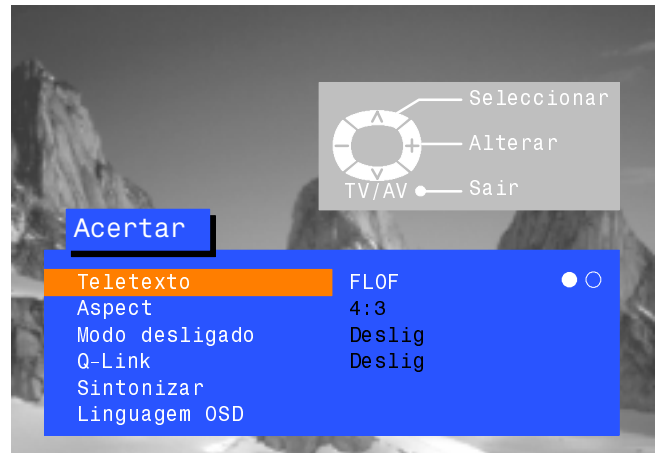 Seleccionar
Alterar
TV/AV Sair
Acertar
Teletexto FLOF
Aspect 4:3
Modo desligado Deslig
Q-Link Deslig
Sintonizar
Linguagem OSD